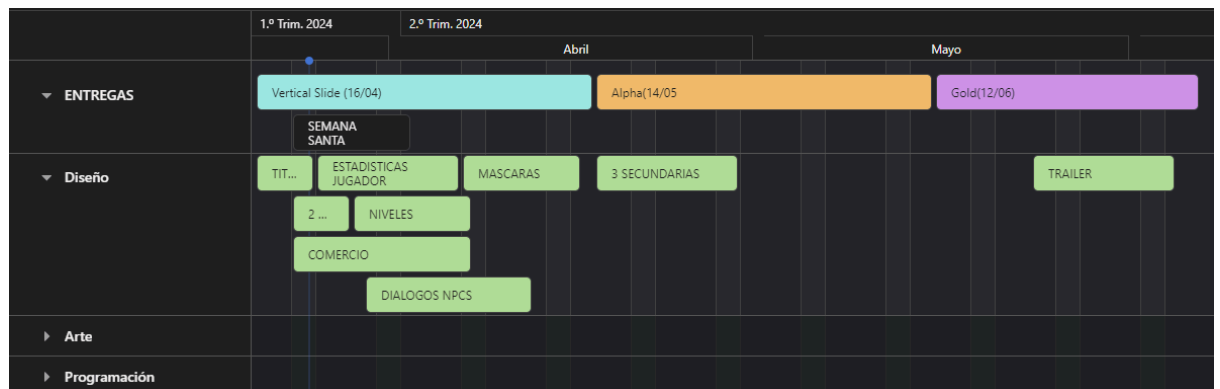 1.º Trim. 2024
2.º Trim. 2024
Abril
Mayo
ENTREGAS
Vertical Slide (16/04)
Alpha(14/05
Gold(12/06)
SEMANA
SANTA
Diseño
TIT...
ESTADISTICAS
JUGADOR
MASCARAS
3 SECUNDARIAS
TRAILER
2 ...
NIVELES
COMERCIO
DIALOGOS NPCS
Arte
Programación